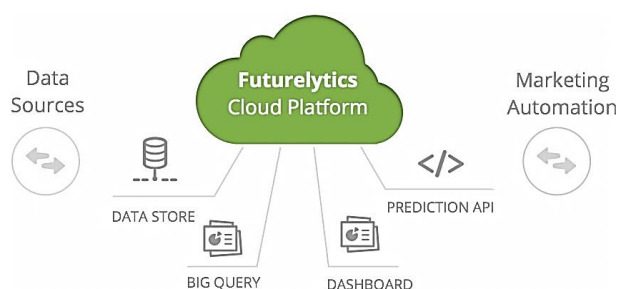 Data
Sources
Futurelytics
Cloud Platform
Marketing
Automation
DATA STORE
</>
PREDICTION API
BIG QUERY
DASHBOARD